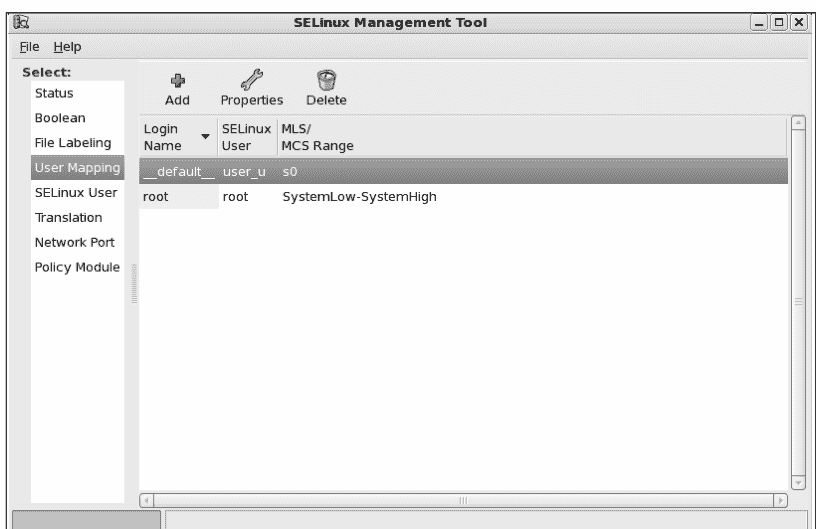 SELinux Management Tool
File Help
Select:
Status
Boolean
File Labeling
User Mapping
SELinux User
Translation
Network Port
Policy Module
Add Properties Delete
Login Name SELinux User MLS/ MCS Range
__default__ user_u s0
root root SystemLow-SystemHigh